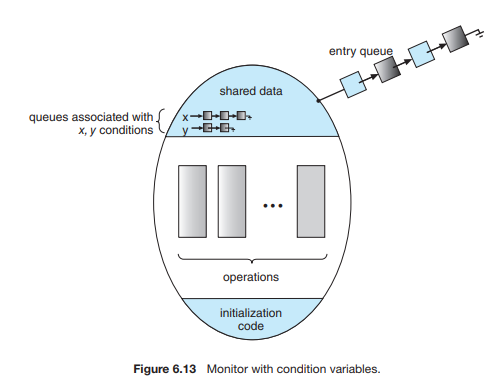 entry queue
shared data
queues associated with
x, y conditions
x
y
...
operations
initialization
code
Figure 6.13 Monitor with condition variables.